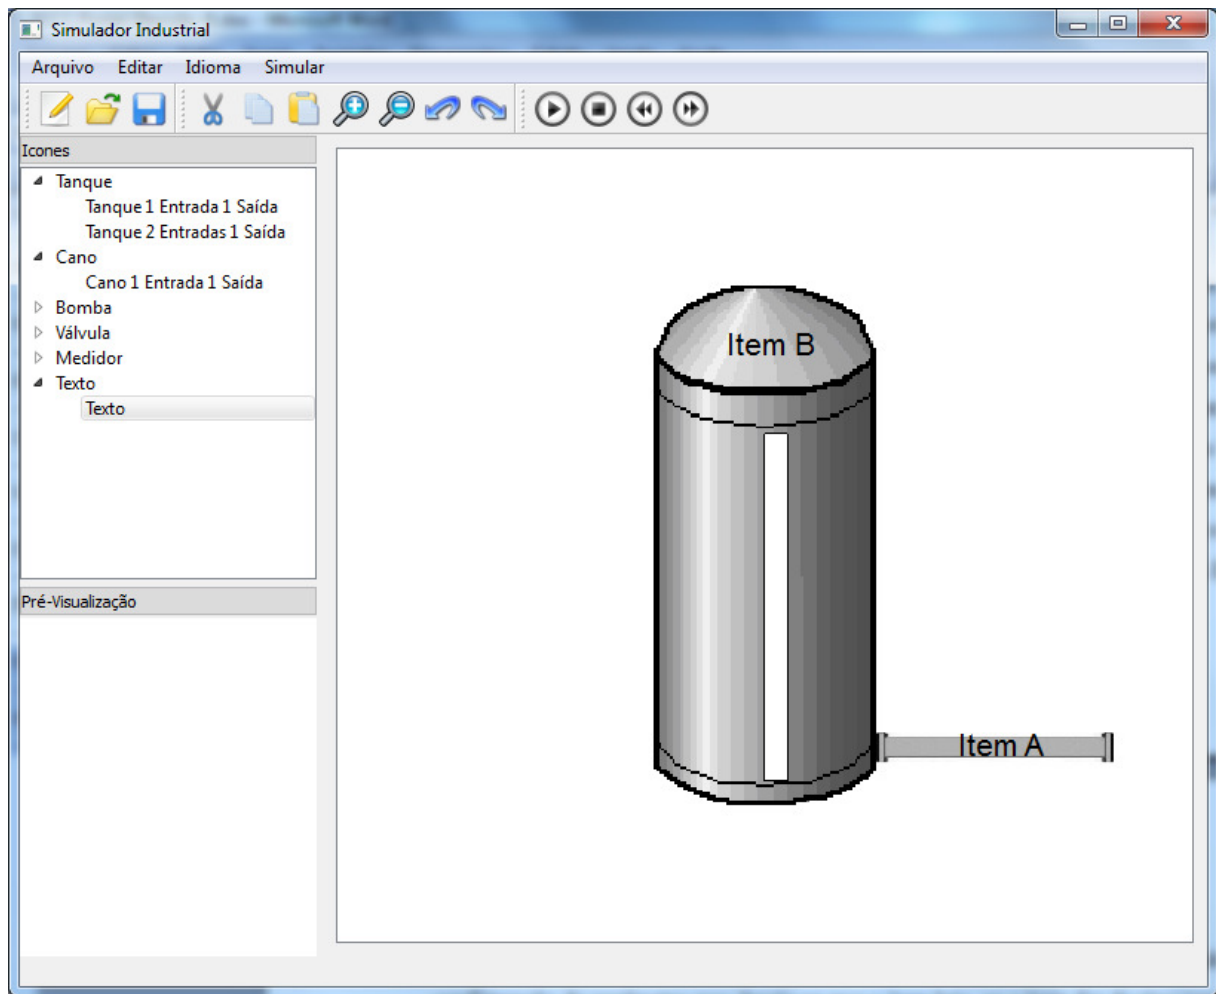 Simulador Industrial
Arquivo Editar Idioma Simular
Icones
Tanque
Tanque 1 Entrada 1 Saída
Tanque 2 Entradas 1 Saída
Cano
Cano 1 Entrada 1 Saída
Bomba
Válvula
Medidor
Texto
Texto
Pré-Visualização
Item B
Item A